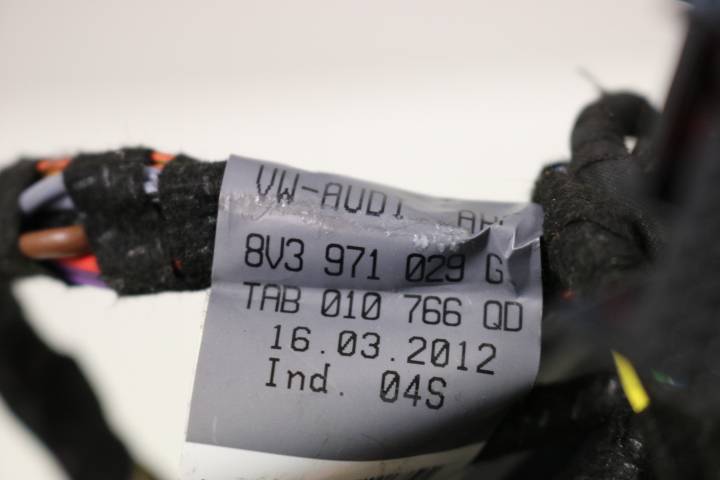 VW-AUDI
8V3 971 029 G
TAB 010 766 QD
16.03.2012
Ind. 04S